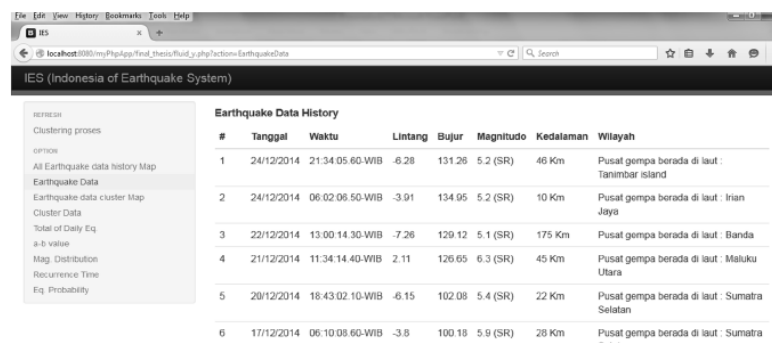 File Edit View History Bookmarks Tools Help
IES
localhost:8080/myPhpApp/final_thesis/fluid_y.php?action=EarthquakeData
Search
IES (Indonesia of Earthquake System)
REFRESH
Clustering proses
OPTION
All Earthquake data history Map
Earthquake Data
Earthquake data cluster Map
Cluster Data
Total of Daily Eq.
a-b value
Mag. Distribution
Recurrence Time
Eq. Probability
Earthquake Data History
# Tanggal Waktu Lintang Bujur Magnitudo Kedalaman Wilayah
1 24/12/2014 21:34:05.60-WIB -6.28 131.26 5.2 (SR) 46 Km Pusat gempa berada di laut :
Tanimbar island
2 24/12/2014 06:02:06.50-WIB -3.91 134.95 5.2 (SR) 10 Km Pusat gempa berada di laut : Irian
Jaya
3 22/12/2014 13:00:14.30-WIB -7.26 129.12 5.1 (SR) 175 Km Pusat gempa berada di laut : Banda
4 21/12/2014 11:34:14.40-WIB 2.11 126.65 6.3 (SR) 45 Km Pusat gempa berada di laut : Maluku
Utara
5 20/12/2014 18:43:02.10-WIB -6.15 102.08 5.4 (SR) 22 Km Pusat gempa berada di laut : Sumatra
Selatan
6 17/12/2014 06:10:08.60-WIB -3.8 100.18 5.9 (SR) 28 Km Pusat gempa berada di laut : Sumatra